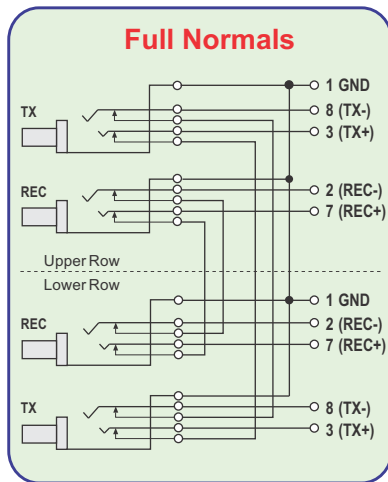 Full Normals
1 GND
TX
8 (TX-)
3 (TX+)
REC
2 (REC-)
7 (REC+)
Upper Row
Lower Row
1 GND
REC
2 (REC-)
7 (REC+)
TX
8 (TX-)
3 (TX+)